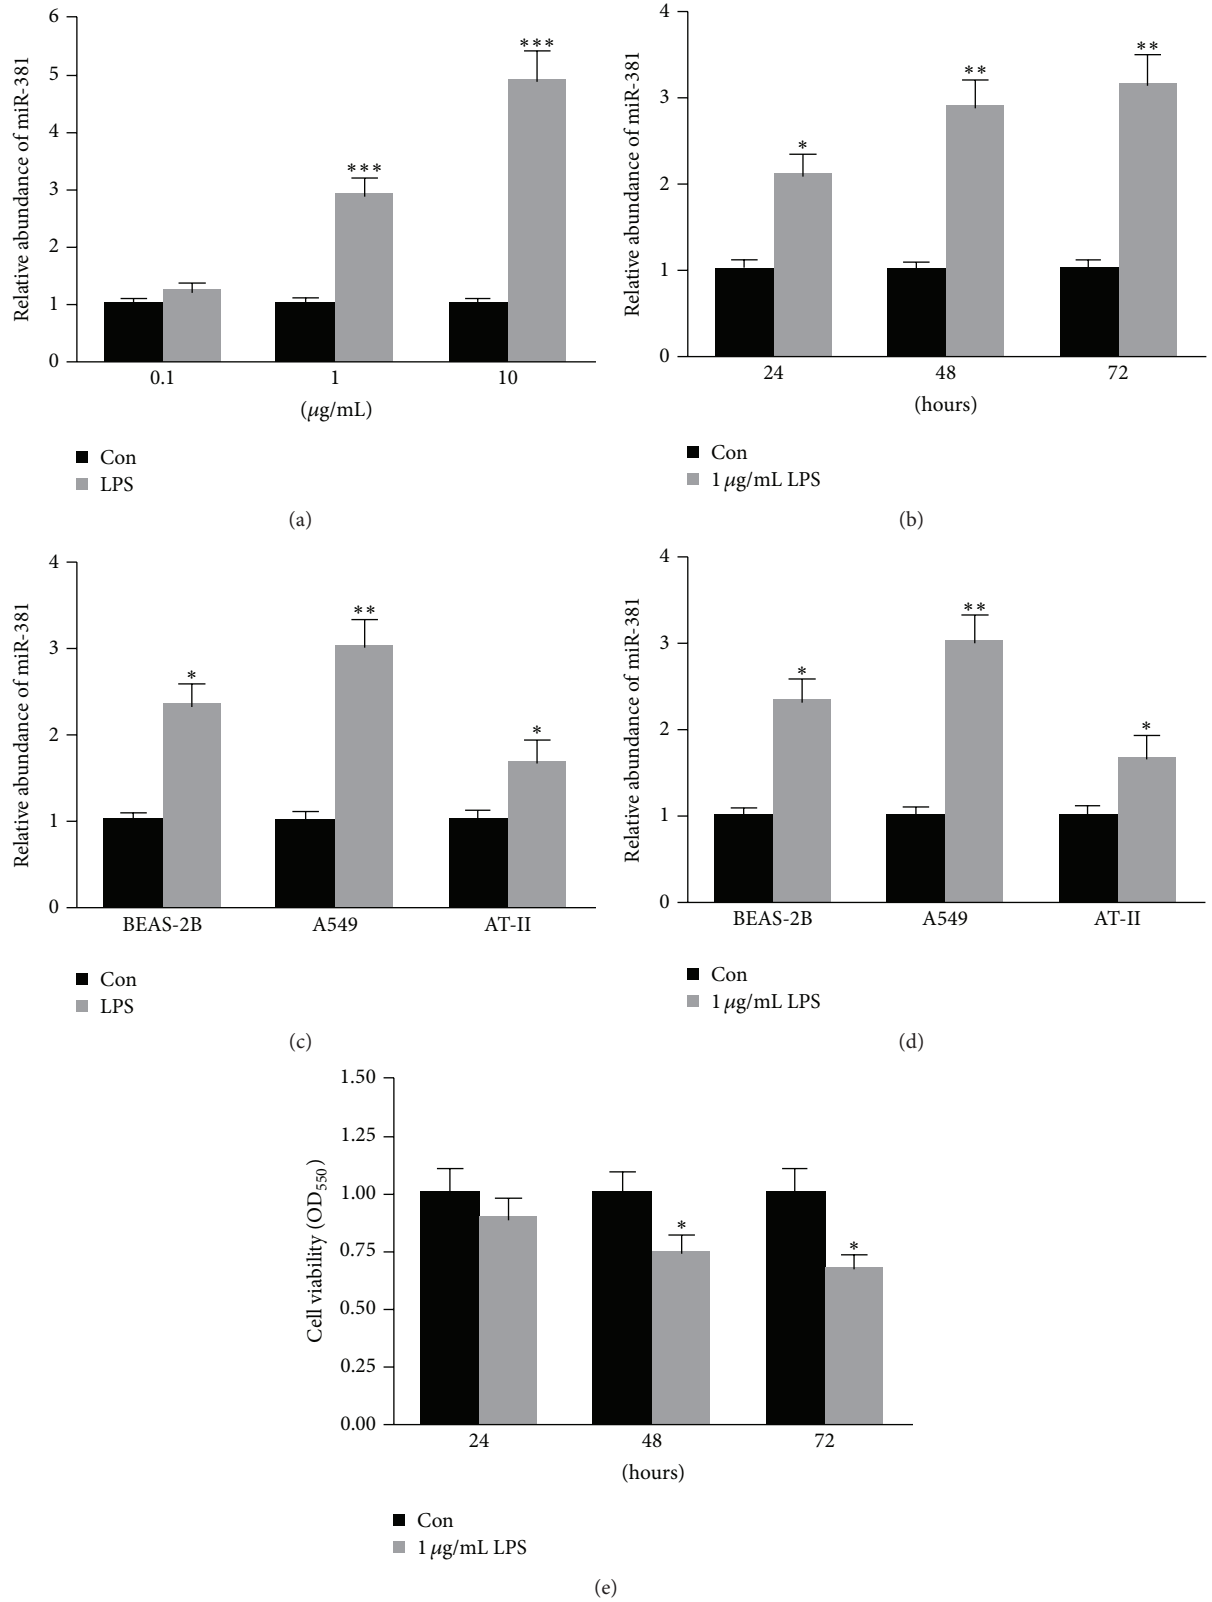 Relative abundance of miR-381
6
5
4
3
2
1
0
***
***
0.1 1 10
(μg/mL)
Con
LPS
(a)
Relative abundance of miR-381
4
3
2
1
0
*
**
**
24 48 72
(hours)
Con
1 μg/mL LPS
(b)
Relative abundance of miR-381
4
3
2
1
0
*
**
*
BEAS-2B A549 AT-II
Con
LPS
(c)
Relative abundance of miR-381
4
3
2
1
0
*
**
*
BEAS-2B A549 AT-II
Con
1 μg/mL LPS
(d)
Cell viability (OD550)
1.50
1.25
1.00
0.75
0.50
0.25
0.00
*
*
24 48 72
(hours)
Con
1 μg/mL LPS
(e)